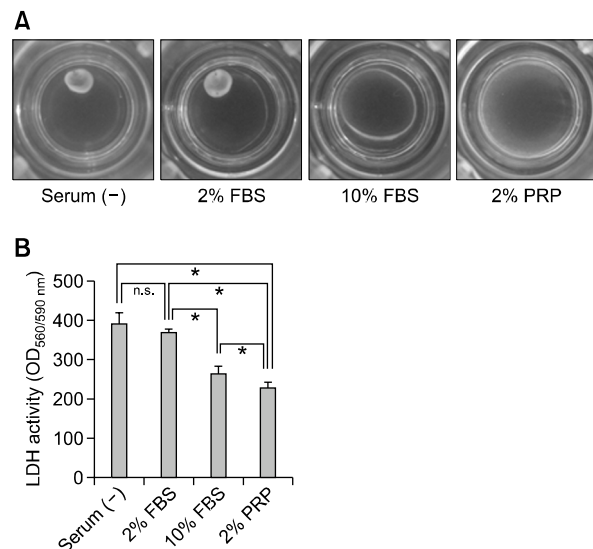 A
Serum (−) 2% FBS 10% FBS 2% PRP
B
LDH activity (OD560/590 nm)
500
400
300
200
100
0
*
n.s.
*
*
*
Serum (−) 2% FBS 10% FBS 2% PRP